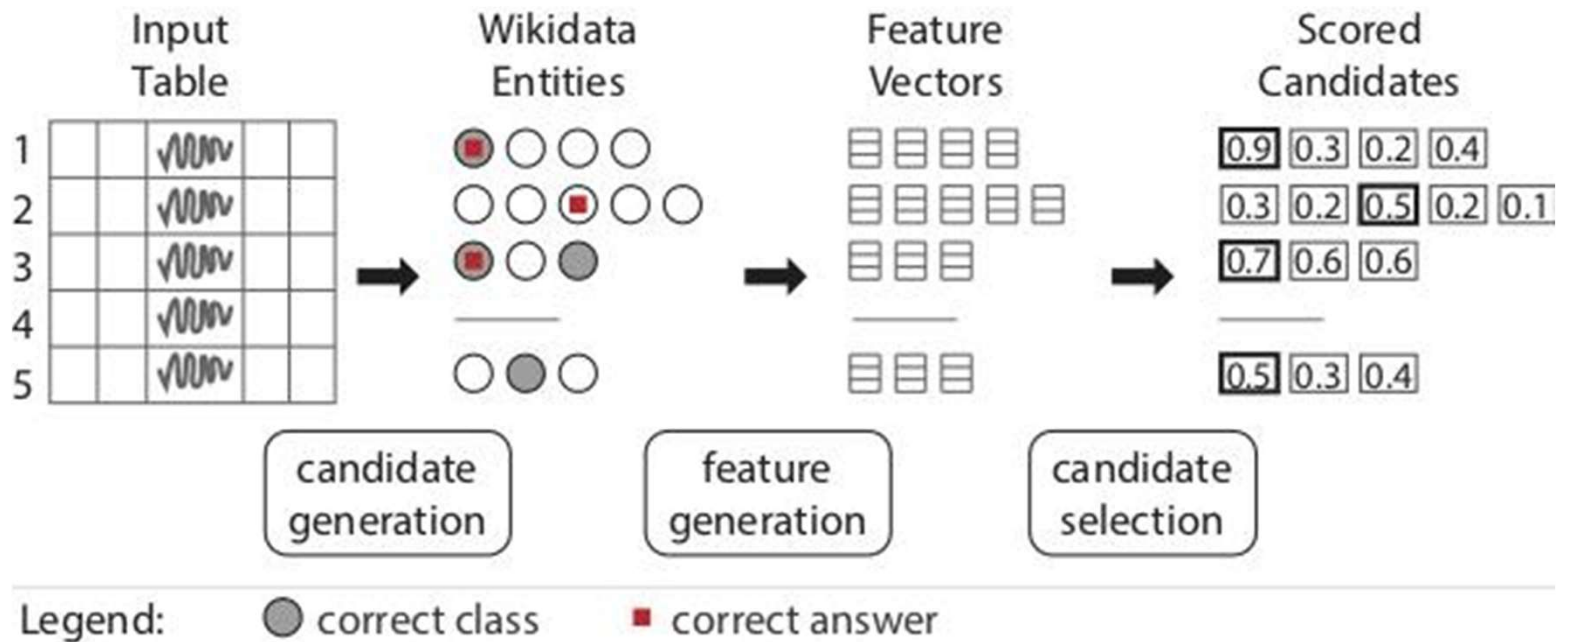 Input Table
Wikidata Entities
Feature Vectors
Scored Candidates
1
0.9 0.3 0.2 0.4
2
0.3 0.2 0.5 0.2 0.1
3
0.7 0.6 0.6
4
5
0.5 0.3 0.4
candidate generation
feature generation
candidate selection
Legend: correct class correct answer